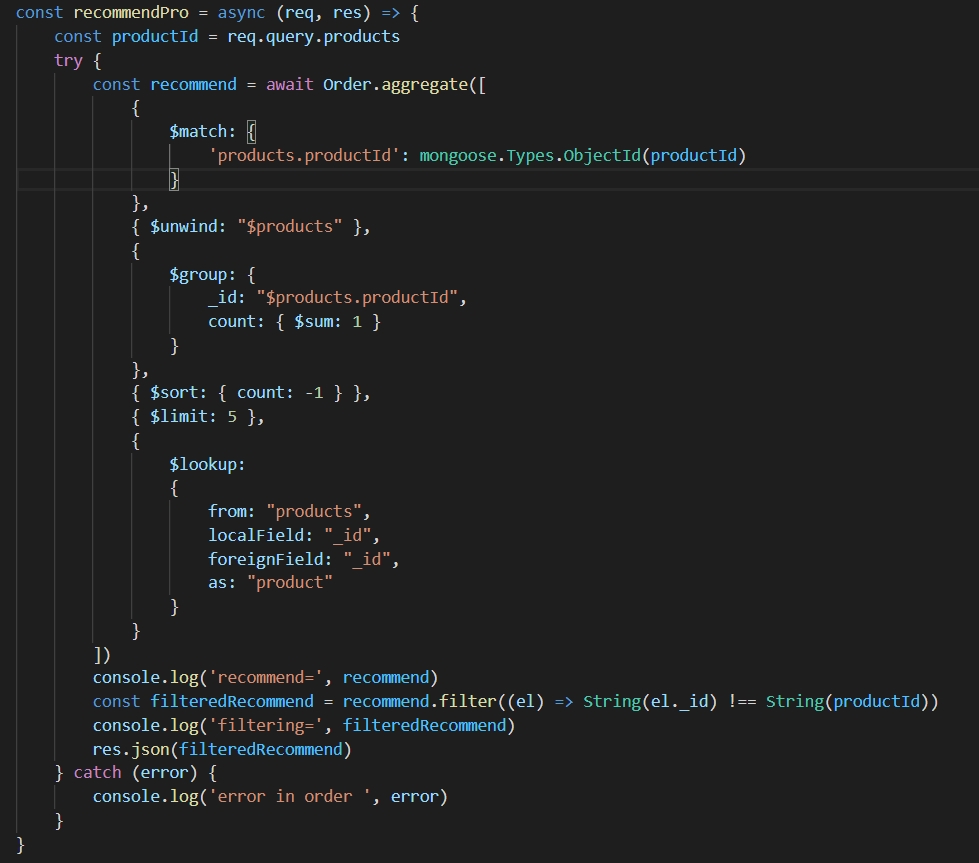 const recommendPro = async (req, res) => {
    const productId = req.query.products
    try {
        const recommend = await Order.aggregate([
            {
                $match: {
                    'products.productId': mongoose.Types.ObjectId(productId)
                }
            },
            { $unwind: "$products" },
            {
                $group: {
                    _id: "$products.productId",
                    count: { $sum: 1 }
                }
            },
            { $sort: { count: -1 } },
            { $limit: 5 },
            {
                $lookup:
                {
                    from: "products",
                    localField: "_id",
                    foreignField: "_id",
                    as: "product"
                }
            }
        ])
        console.log('recommend=', recommend)
        const filteredRecommend = recommend.filter((el) => String(el._id) !== String(productId))
        console.log('filtering=', filteredRecommend)
        res.json(filteredRecommend)
    } catch (error) {
        console.log('error in order ', error)
    }
}